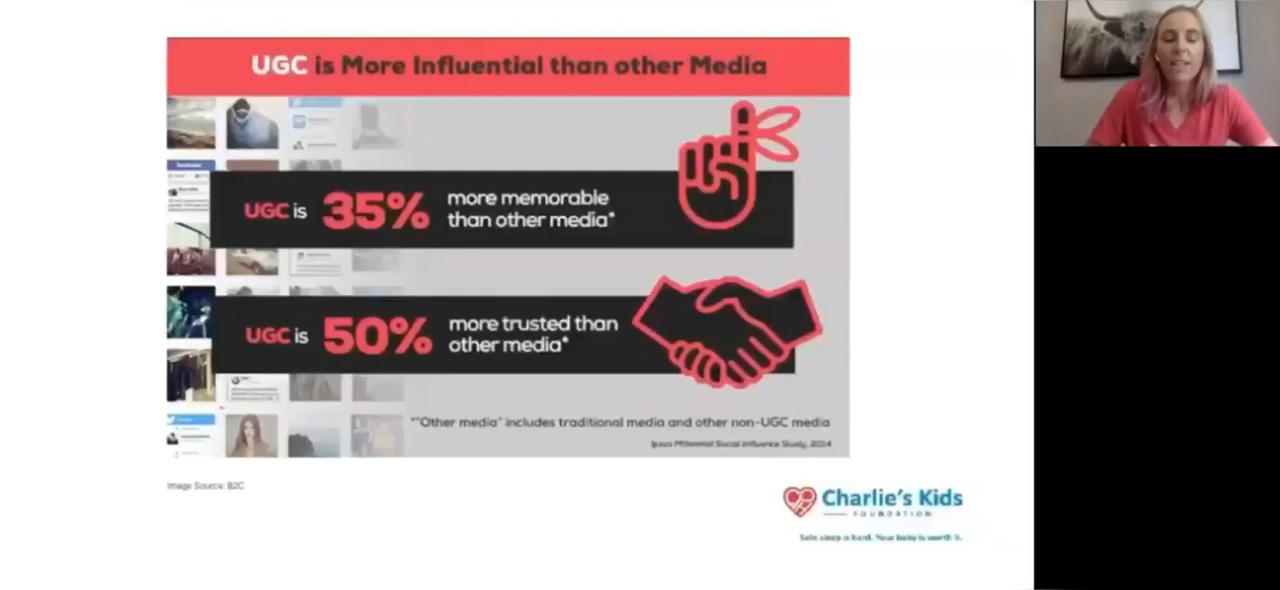 UGC is More Influential than other Media
UGC is 35% more memorable
than other media*
UGC is 50% more trusted than
other media*
*"Other media" includes traditional media and other non-UGC media
Ipsos Millennial Social Influence Study, 2014
Image Source: B2C
Charlie's Kids
FOUNDATION
Safe sleep is hard. Your baby is worth it.